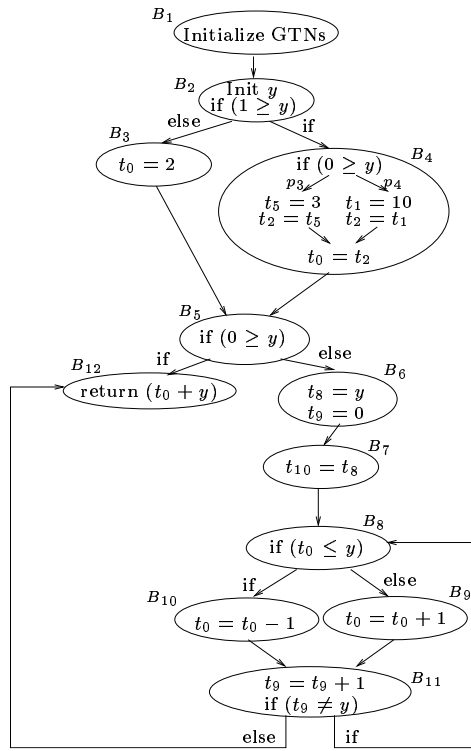 B₁
Initialize GTNs
B₂
Init y
if (1 ≥ y)
else
if
B₃
t₀ = 2
B₄
if (0 ≥ y)
p₃ p₄
t₅ = 3 t₁ = 10
t₂ = t₅ t₂ = t₁
t₀ = t₂
B₅
if (0 ≥ y)
if
else
B₁₂
return (t₀ + y)
B₆
t₈ = y
t₉ = 0
B₇
t₁₀ = t₈
B₈
if (t₀ ≤ y)
if
else
B₁₀
t₀ = t₀ − 1
B₉
t₀ = t₀ + 1
B₁₁
t₉ = t₉ + 1
if (t₉ ≠ y)
else
if